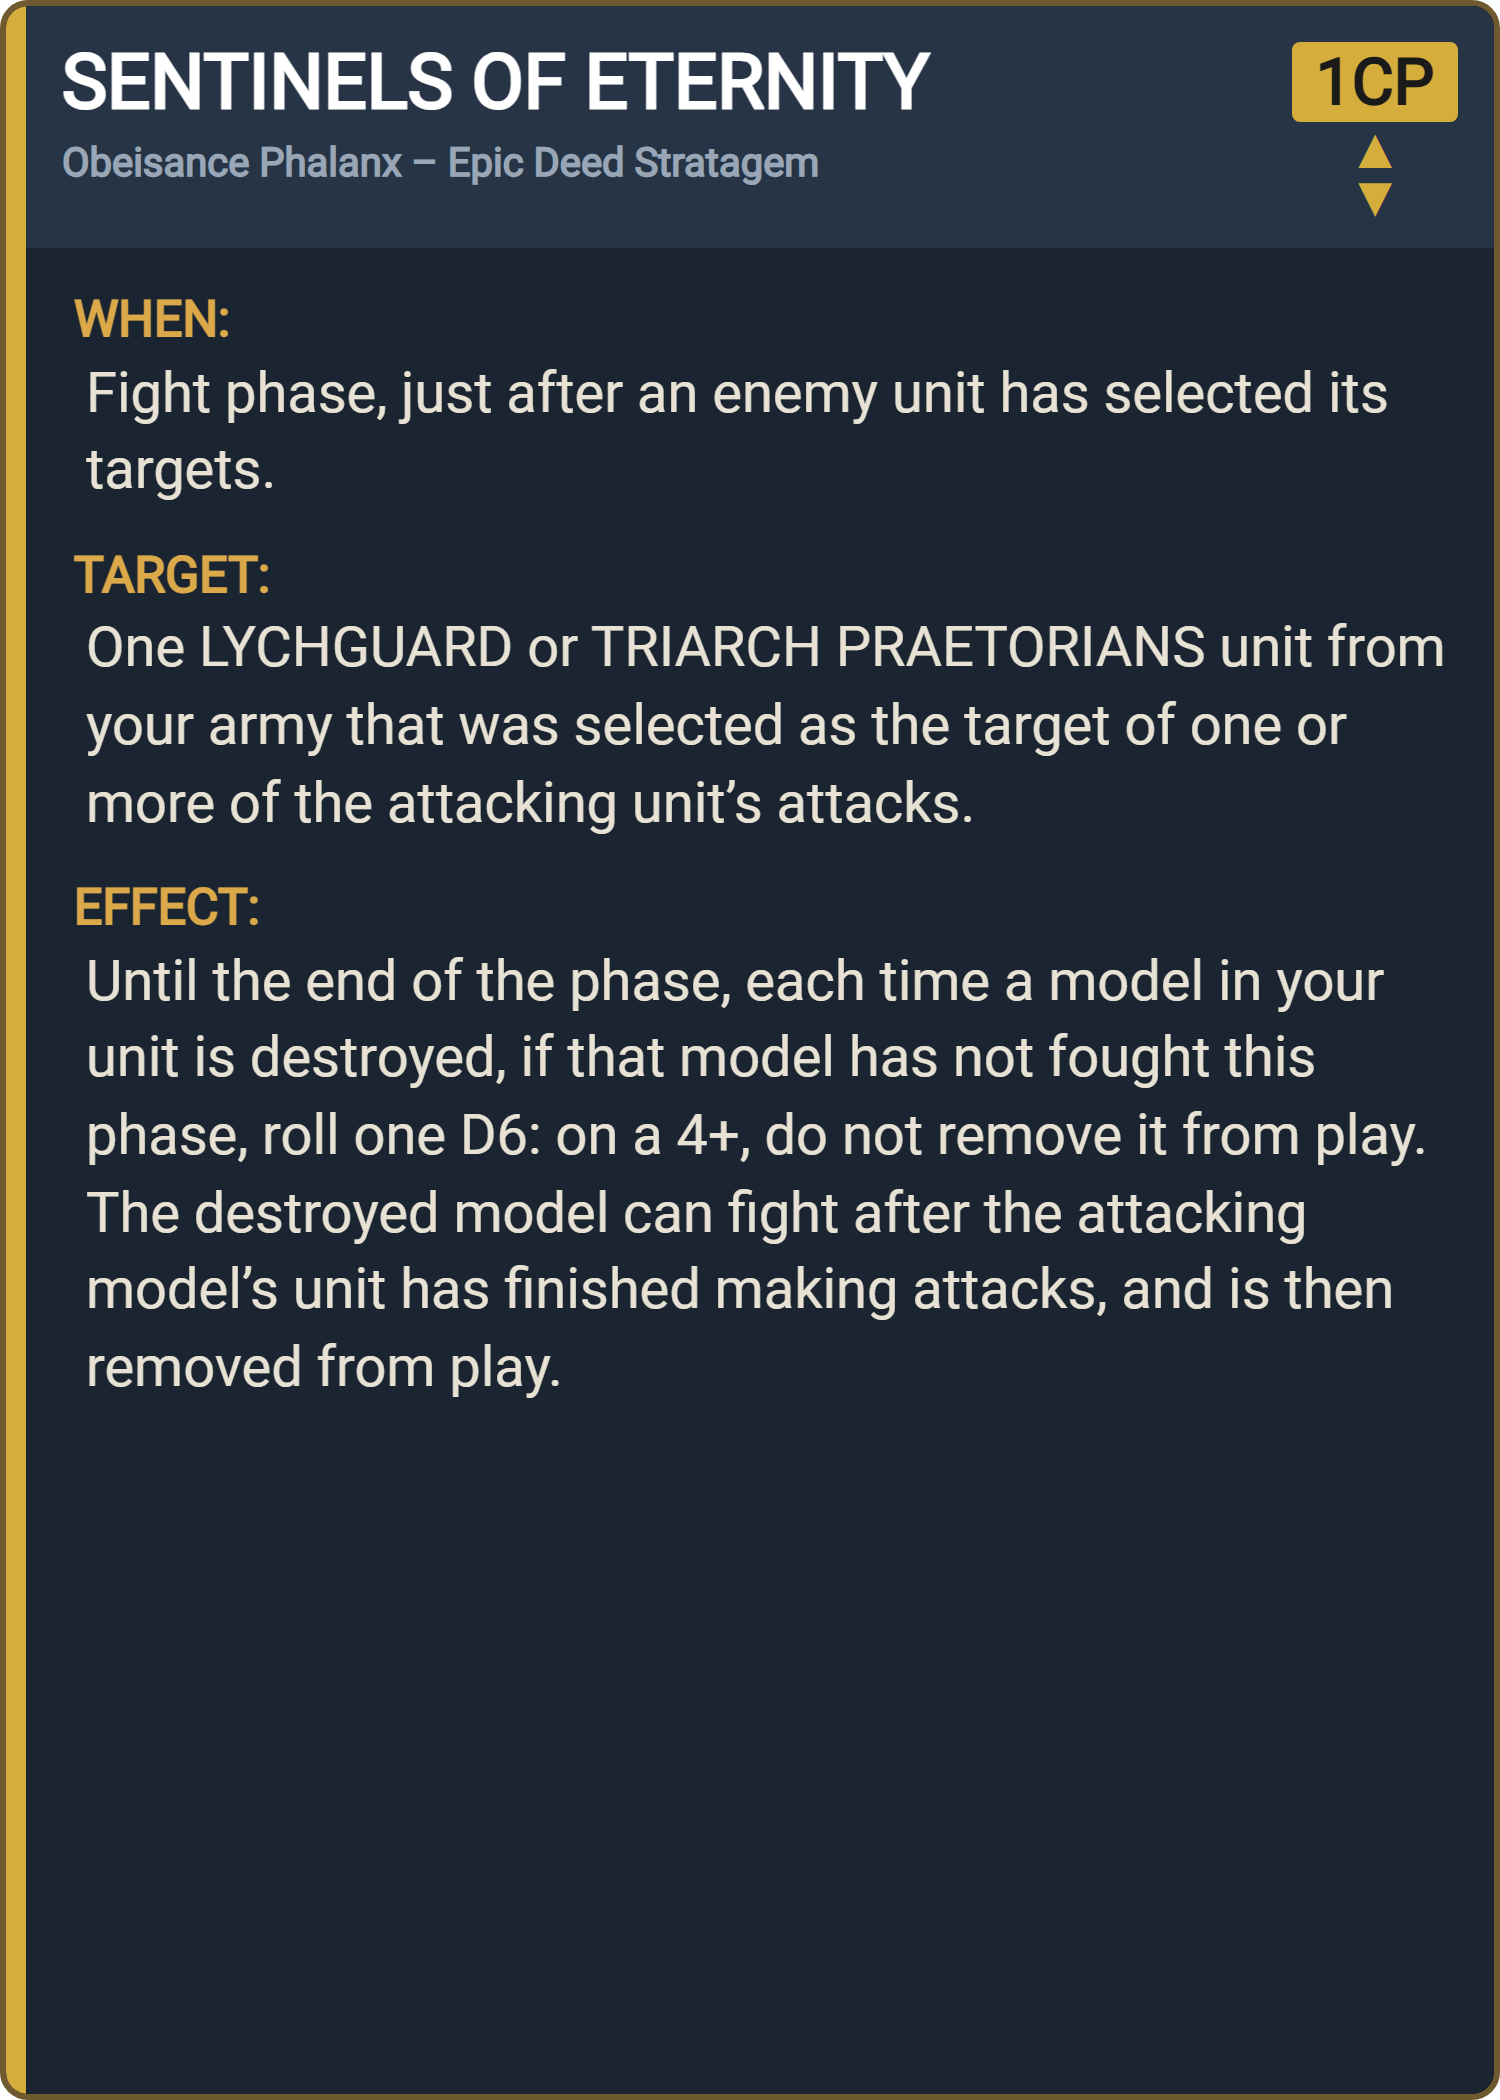 SENTINELS OF ETERNITY
1CP
Obeisance Phalanx – Epic Deed Stratagem
▲
▼
WHEN:
Fight phase, just after an enemy unit has selected its
targets.
TARGET:
One LYCHGUARD or TRIARCH PRAETORIANS unit from
your army that was selected as the target of one or
more of the attacking unit’s attacks.
EFFECT:
Until the end of the phase, each time a model in your
unit is destroyed, if that model has not fought this
phase, roll one D6: on a 4+, do not remove it from play.
The destroyed model can fight after the attacking
model’s unit has finished making attacks, and is then
removed from play.